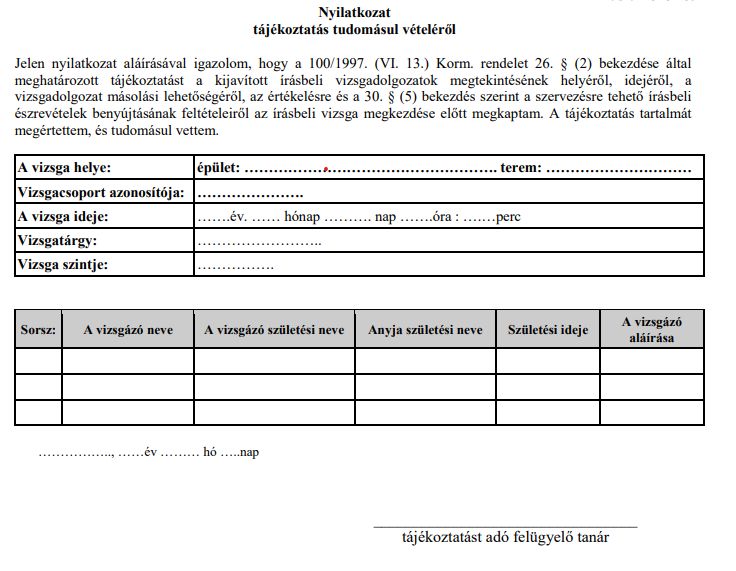 Nyilatkozat
tájékoztatás tudomásul vételéről
Jelen nyilatkozat aláírásával igazolom, hogy a 100/1997. (VI. 13.) Korm. rendelet 26. § (2) bekezdése által
meghatározott tájékoztatást a kijavított írásbeli vizsgadolgozatok megtekintésének helyéről, idejéről, a
vizsgadolgozat másolási lehetőségéről, az értékelésre és a 30. § (5) bekezdés szerint a szervezésre tehető írásbeli
észrevételek benyújtásának feltételeiről az írásbeli vizsga megkezdése előtt megkaptam. A tájékoztatás tartalmát
megértettem, és tudomásul vettem.
A vizsga helye: épület: ……………………………………………. terem: …………………………
Vizsgacsoport azonosítója: ………………….
A vizsga ideje: …….év. …… hónap ………. nap …….óra : …….perc
Vizsgatárgy: ……………………..
Vizsga szintje: …………….
Sorsz: A vizsgázó neve A vizsgázó születési neve Anyja születési neve Születési ideje A vizsgázó
aláírása
…………….., ……év ……… hó …..nap
tájékoztatást adó felügyelő tanár